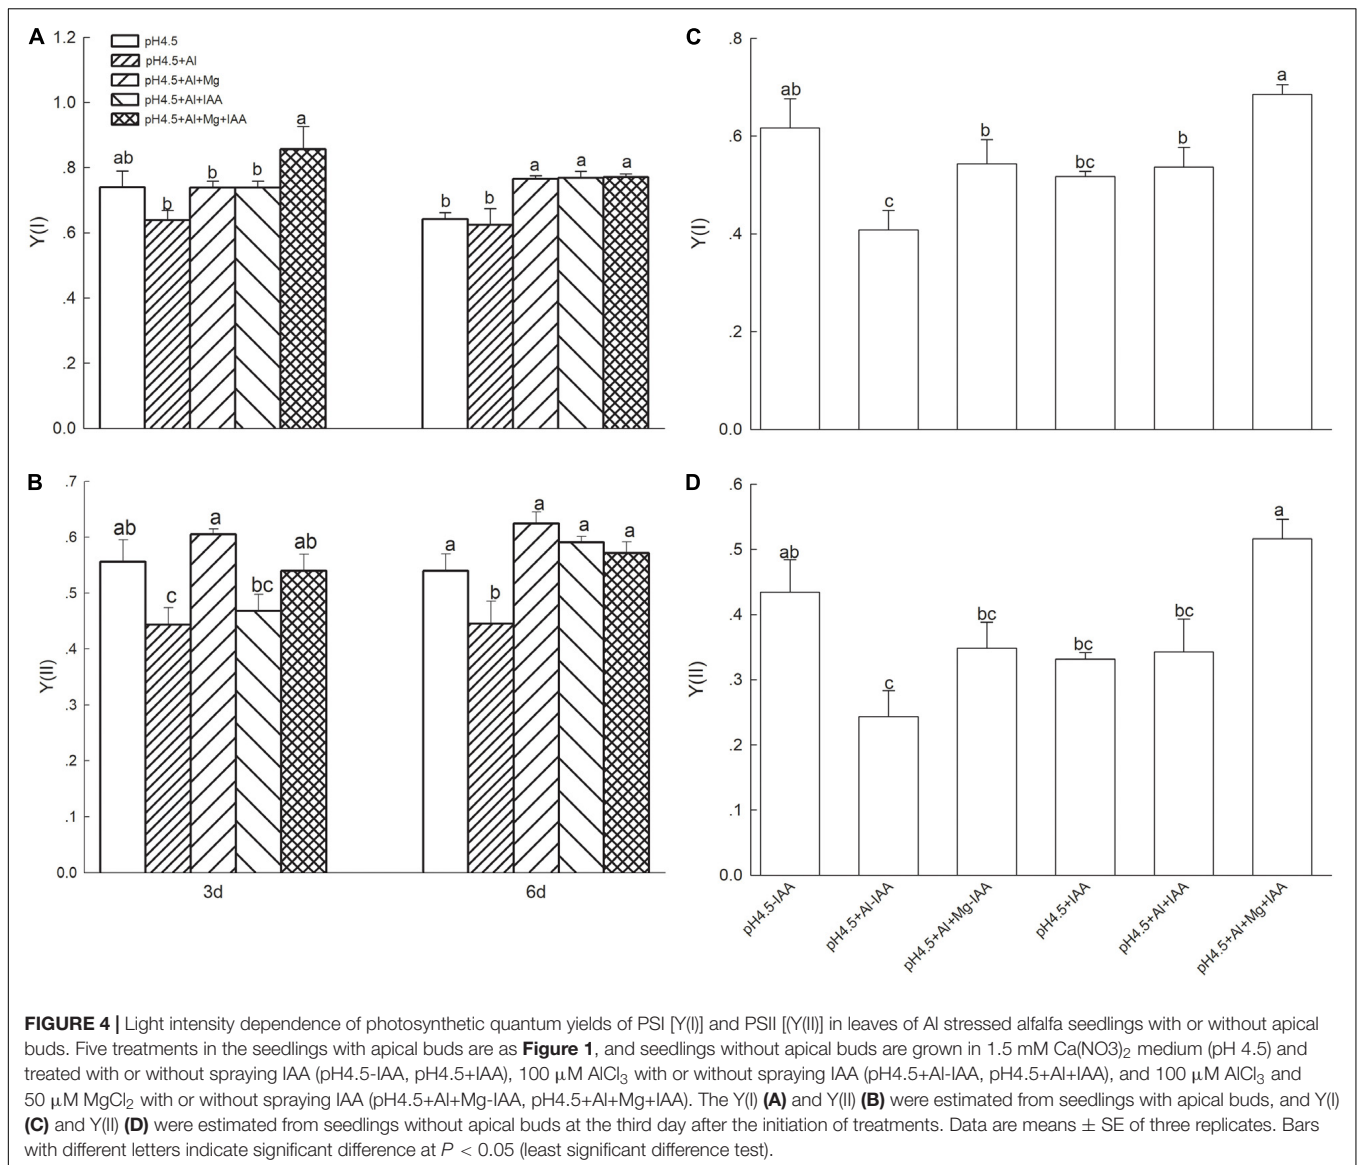 A
1.2
1.0
.8
.6
.4
.2
0.0
Y(I)
pH4.5
pH4.5+Al
pH4.5+Al+Mg
pH4.5+Al+IAA
pH4.5+Al+Mg+IAA
ab
b
b
b
a
b
b
a
a
a
C
.8
.6
.4
.2
0.0
Y(I)
ab
c
b
bc
b
a
B
.7
.6
.5
.4
.3
.2
.1
0.0
Y(II)
ab
c
a
bc
ab
a
b
a
a
a
3d
6d
D
.6
.5
.4
.3
.2
.1
0.0
Y(II)
ab
c
bc
bc
bc
a
pH4.5-IAA
pH4.5+Al-IAA
pH4.5+Al+Mg-IAA
pH4.5+IAA
pH4.5+Al+IAA
pH4.5+Al+Mg+IAA
FIGURE 4 | Light intensity dependence of photosynthetic quantum yields of PSI [Y(I)] and PSII [(Y(II)] in leaves of Al stressed alfalfa seedlings with or without apical
buds. Five treatments in the seedlings with apical buds are as Figure 1, and seedlings without apical buds are grown in 1.5 mM Ca(NO3)₂ medium (pH 4.5) and
treated with or without spraying IAA (pH4.5-IAA, pH4.5+IAA), 100 μM AlCl₃ with or without spraying IAA (pH4.5+Al-IAA, pH4.5+Al+IAA), and 100 μM AlCl₃ and
50 μM MgCl₂ with or without spraying IAA (pH4.5+Al+Mg-IAA, pH4.5+Al+Mg+IAA). The Y(I) (A) and Y(II) (B) were estimated from seedlings with apical buds, and Y(I)
(C) and Y(II) (D) were estimated from seedlings without apical buds at the third day after the initiation of treatments. Data are means ± SE of three replicates. Bars
with different letters indicate significant difference at P < 0.05 (least significant difference test).